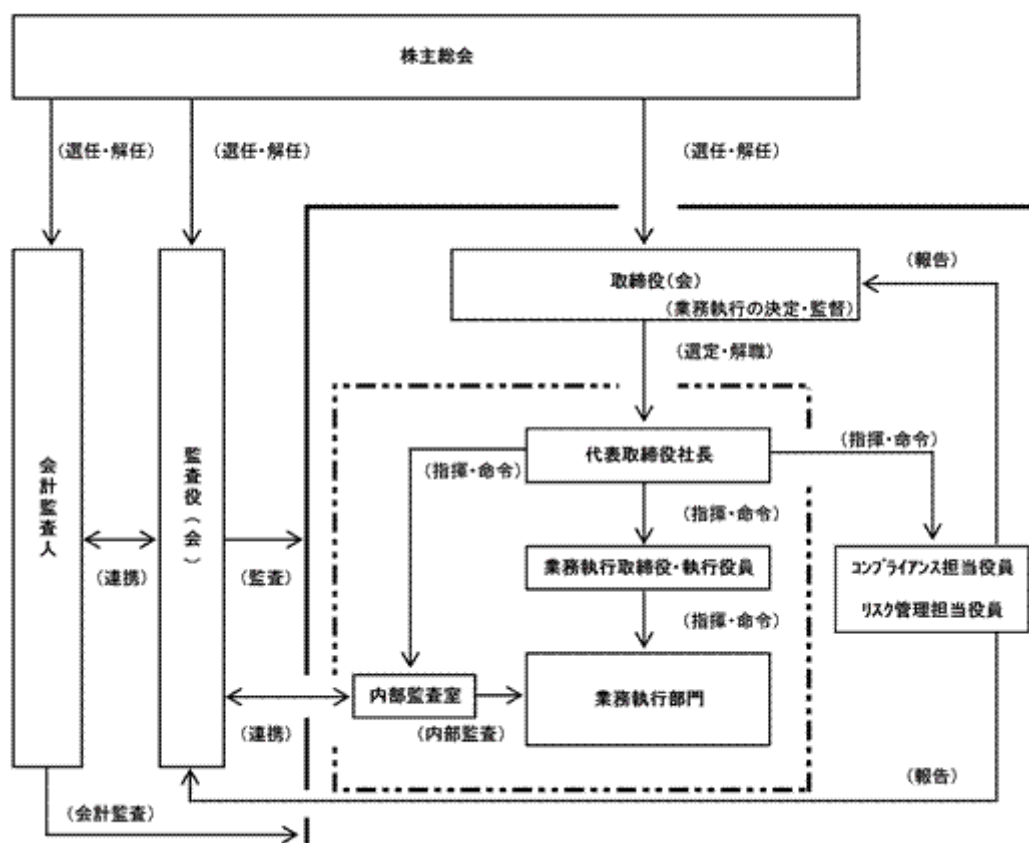 株主総会
(選任・解任)
(選任・解任)
(選任・解任)
取締役(会)
(業務執行の決定・監督)
(報告)
(選定・解職)
代表取締役社長
(指揮・命令)
(指揮・命令)
(指揮・命令)
会計監査人
監査役(会)
(連携)
(監査)
業務執行取締役・執行役員
コンプライアンス担当役員
リスク管理担当役員
(指揮・命令)
内部監査室
業務執行部門
(連携)
(内部監査)
(報告)
(会計監査)